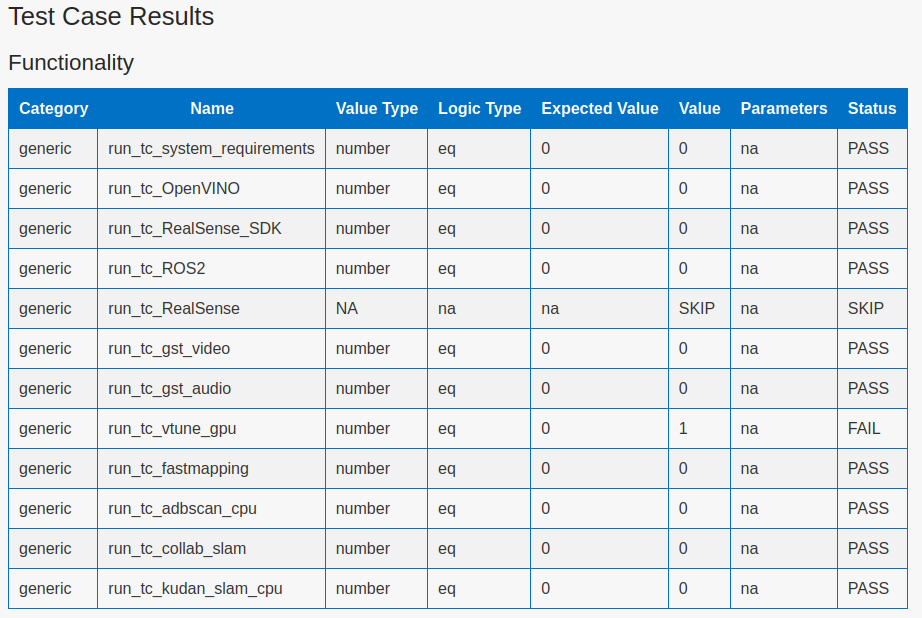 Test Case Results
Functionality
Category Name Value Type Logic Type Expected Value Value Parameters Status
generic run_tc_system_requirements number eq 0 0 na PASS
generic run_tc_OpenVINO number eq 0 0 na PASS
generic run_tc_RealSense_SDK number eq 0 0 na PASS
generic run_tc_ROS2 number eq 0 0 na PASS
generic run_tc_RealSense NA na na SKIP na SKIP
generic run_tc_gst_video number eq 0 0 na PASS
generic run_tc_gst_audio number eq 0 0 na PASS
generic run_tc_vtune_gpu number eq 0 1 na FAIL
generic run_tc_fastmapping number eq 0 0 na PASS
generic run_tc_adbscan_cpu number eq 0 0 na PASS
generic run_tc_collab_slam number eq 0 0 na PASS
generic run_tc_kudan_slam_cpu number eq 0 0 na PASS